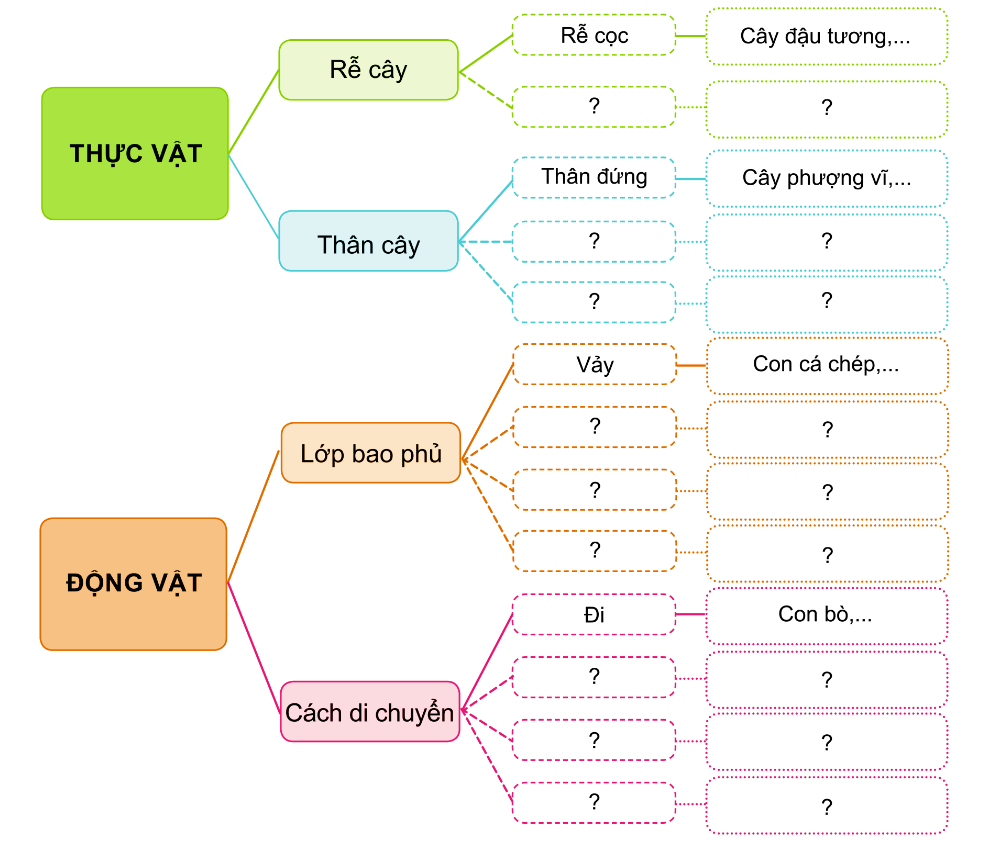 THỰC VẬT
Rễ cây
Rễ cọc
Cây đậu tương,...
?
?
Thân cây
Thân đứng
Cây phượng vĩ,...
?
?
?
?
ĐỘNG VẬT
Lớp bao phủ
Vảy
Con cá chép,...
?
?
?
?
?
?
Cách di chuyển
Đi
Con bò,...
?
?
?
?
?
?